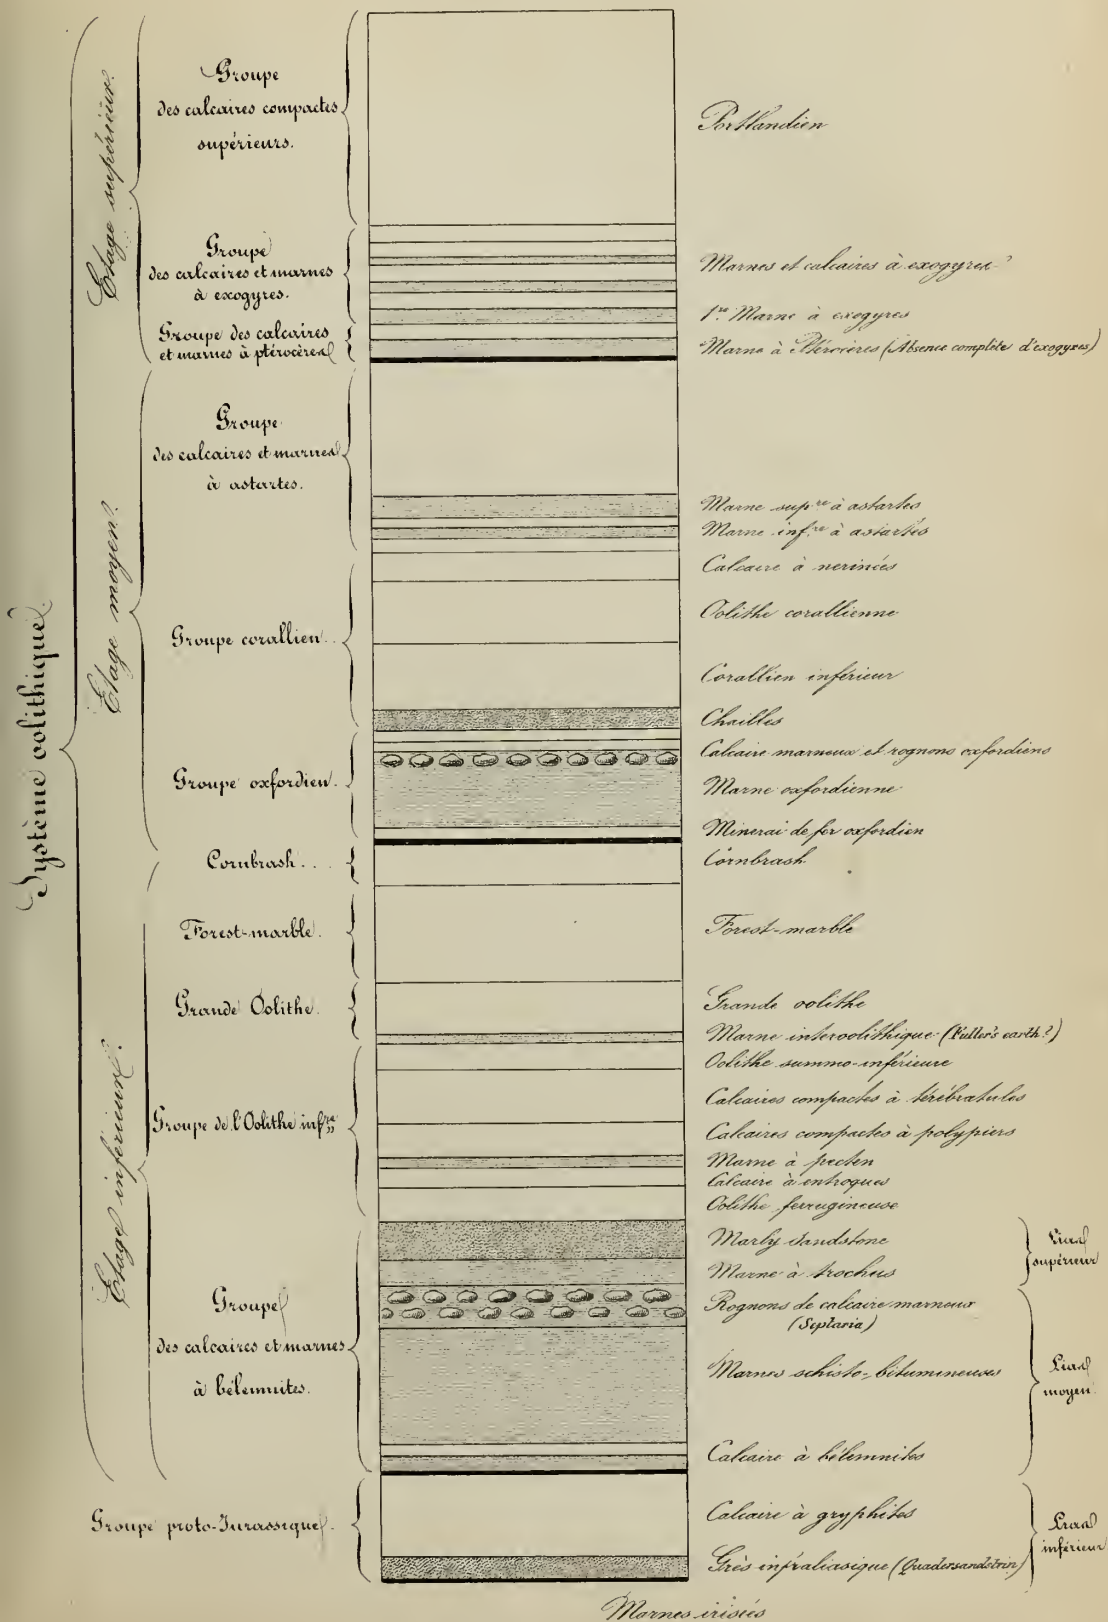 Système oolithique.
Etage supérieur.
Groupe
des calcaires compactes
supérieurs.
Groupe
des calcaires et marnes
à exogyres.
Groupe des calcaires
et marnes à ptérocères
Etage moyen.
Groupe
des calcaires et marnes
à astartes.
Groupe corallien..
Groupe oxfordien.
Etage inférieur.
Cornbrash...
Forest-marble.
Grande Oolithe.
Groupe de l'Oolithe infre
Groupe
des calcaires et marnes
à bélemnites.
Groupe proto-Jurassique.
Portlandien
Marnes et calcaires à exogyres
1re Marne à exogyres
Marne à Ptérocères (Absence complète d'exogyres)
Marne supre à astartes
Marne infre à astartes
Calcaire à nerinées
Oolithe corallienne
Corallien inférieur
Chailles
Calcaire marneux et rognons oxfordiens
Marne oxfordienne
Minerai de fer oxfordien
Cornbrash
Forest-marble
Grande oolithe
Marne interoolithique (Fuller's earth?)
Oolithe summo-inférieure
Calcaires compactes à térébratules
Calcaires compactes à polypiers
Marne à pecten
Calcaire à entroques
Oolithe ferrugineuse
Marly Sandstone
Marne à trochus
Rognons de calcaire marneux
(Septaria)
Marnes schisto-bitumineuses
Calcaire à bélemnites
Calcaire à gryphites
Grès infraliasique (Quadersandstein)
Lias
supérieur
Lias
moyen.
Lias
inférieur
Marnes irisées